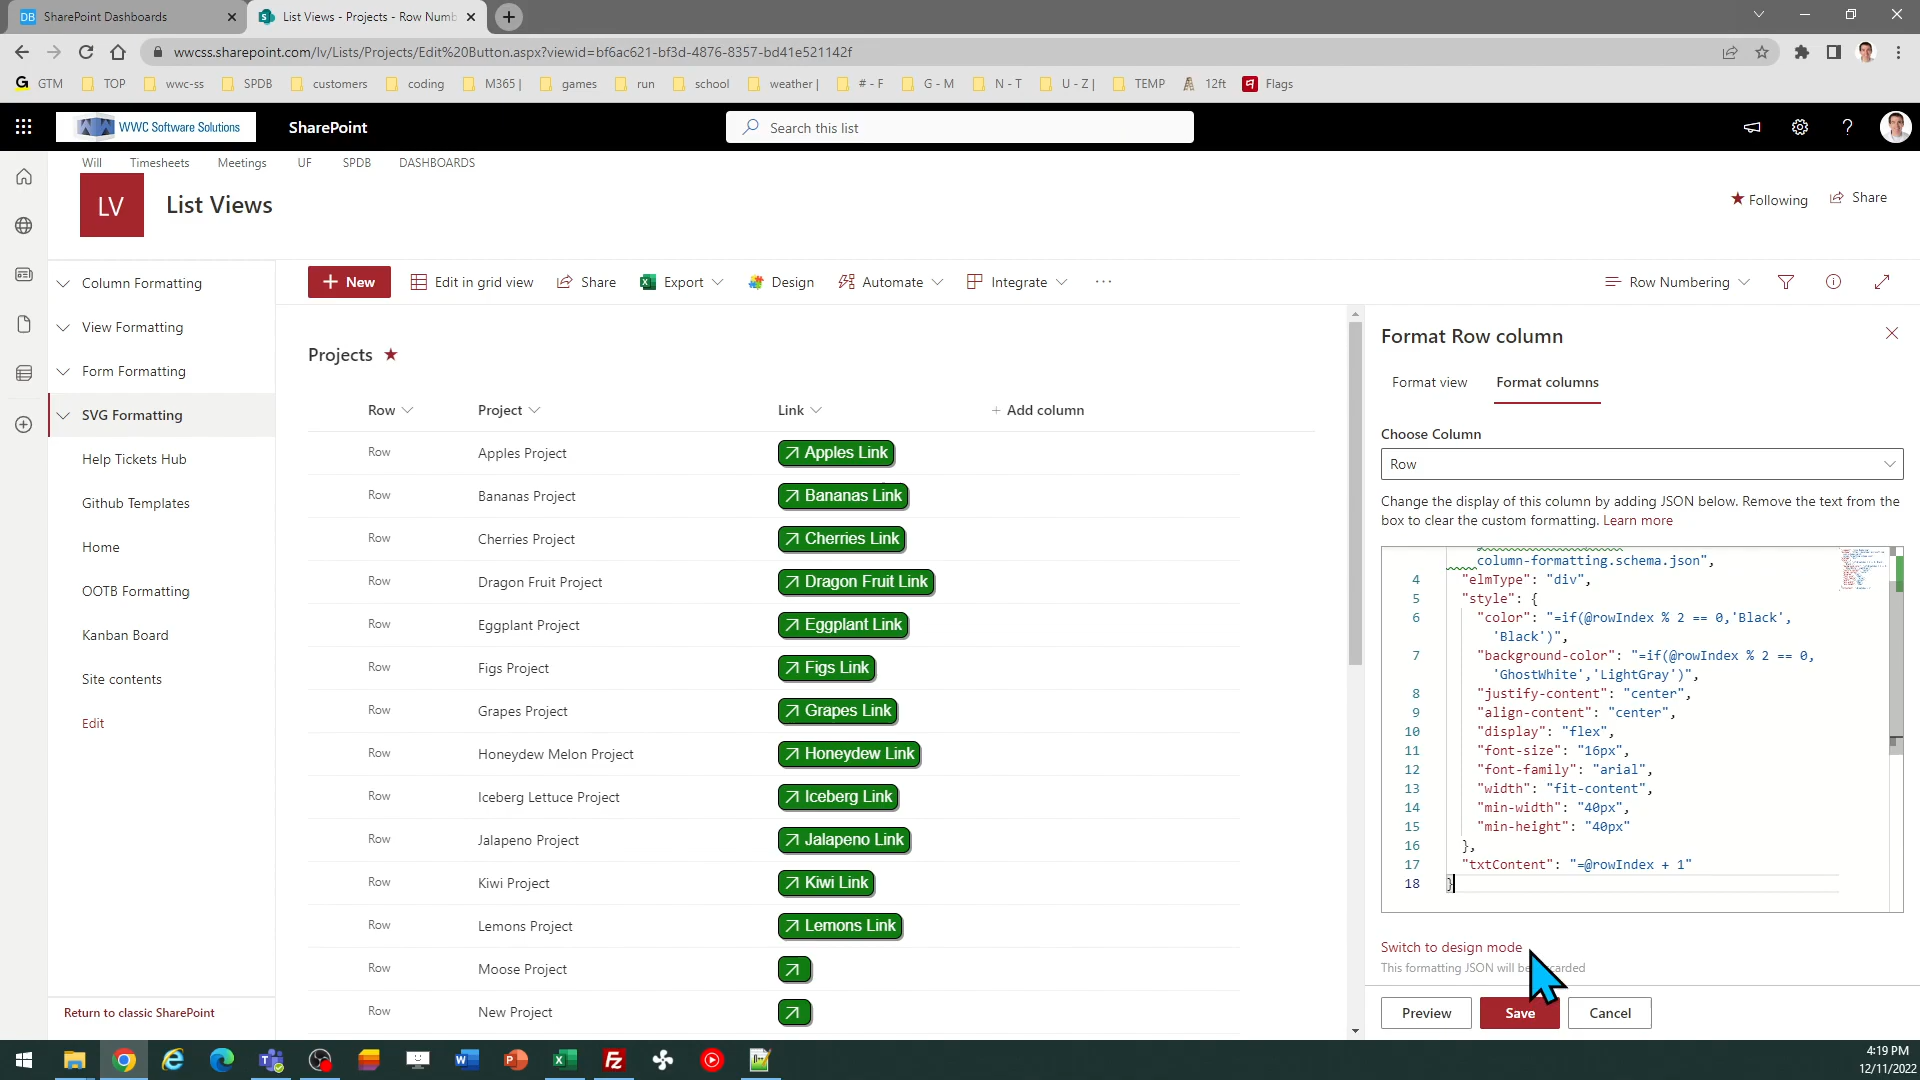 SharePoint Dashboards
List Views - Projects - Row Numb
wwcss.sharepoint.com/lv/Lists/Projects/Edit%20Button.aspx?viewid=bf6ac621-bf3d-4876-8357-bd41e521142f
GTM TOP wwc-ss SPDB customers coding M365 | games run school weather | # - F G - M N - T U - Z | TEMP 12ft Flags
WWC Software Solutions
SharePoint
Search this list
Will Timesheets Meetings UF SPDB DASHBOARDS
LV
List Views
Following Share
Column Formatting
View Formatting
Form Formatting
SVG Formatting
Help Tickets Hub
Github Templates
Home
OOTB Formatting
Kanban Board
Site contents
Edit
Return to classic SharePoint
+ New Edit in grid view Share Export Design Automate Integrate ... Row Numbering
Projects
Row Project Link + Add column
Row Apples Project Apples Link
Row Bananas Project Bananas Link
Row Cherries Project Cherries Link
Row Dragon Fruit Project Dragon Fruit Link
Row Eggplant Project Eggplant Link
Row Figs Project Figs Link
Row Grapes Project Grapes Link
Row Honeydew Melon Project Honeydew Link
Row Iceberg Lettuce Project Iceberg Link
Row Jalapeno Project Jalapeno Link
Row Kiwi Project Kiwi Link
Row Lemons Project Lemons Link
Row Moose Project
Row New Project
Format Row column
Format view Format columns
Choose Column
Row
Change the display of this column by adding JSON below. Remove the text from the
box to clear the custom formatting. Learn more
column-formatting.schema.json",
4 "elmType": "div",
5 "style": {
6 "color": "=if(@rowIndex % 2 == 0,'Black',
'Black')",
7 "background-color": "=if(@rowIndex % 2 == 0,
'GhostWhite','LightGray')",
8 "justify-content": "center",
9 "align-content": "center",
10 "display": "flex",
11 "font-size": "16px",
12 "font-family": "arial",
13 "width": "fit-content",
14 "min-width": "40px",
15 "min-height": "40px"
16 },
17 "txtContent": "=@rowIndex + 1"
18 }
Switch to design mode
This formatting JSON will be
Preview Save Cancel
4:19 PM
12/11/2022